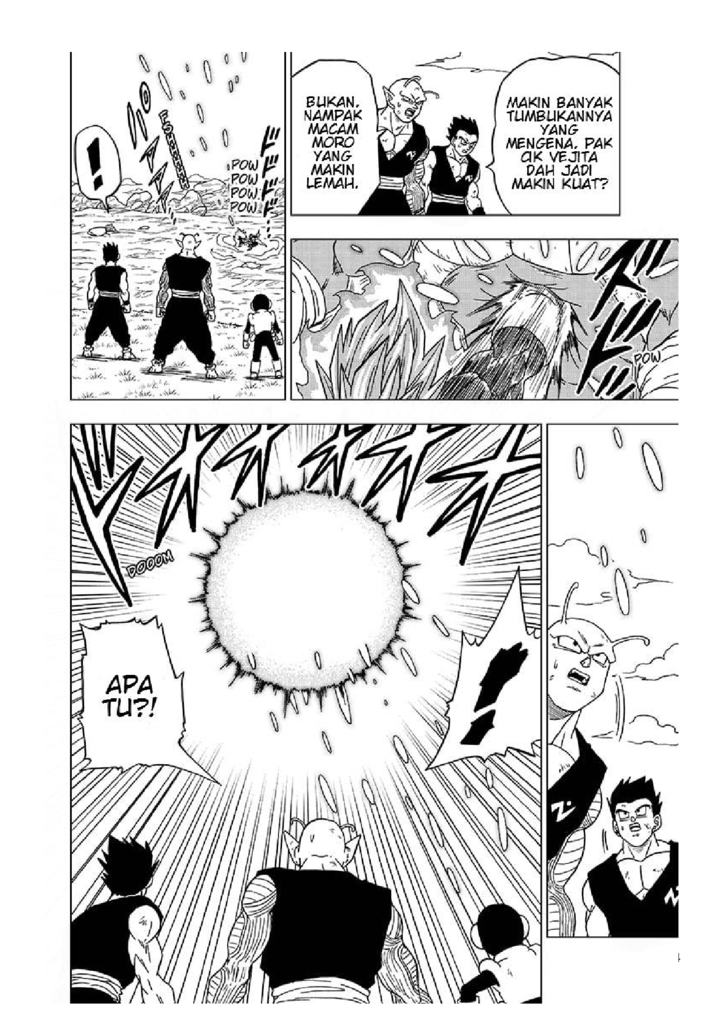 MAKIN BANYAK
TUMBUKANNYA
YANG
MENGENA, PAK
CIK VEJITA
DAH JADI
MAKIN KUAT?
BUKAN.
NAMPAK
MACAM
MORO
YANG
MAKIN
LEMAH.
FSHHHHHHH
POW
POW
POW
POW
!
POW
DOOOM
APA
TU?!
!